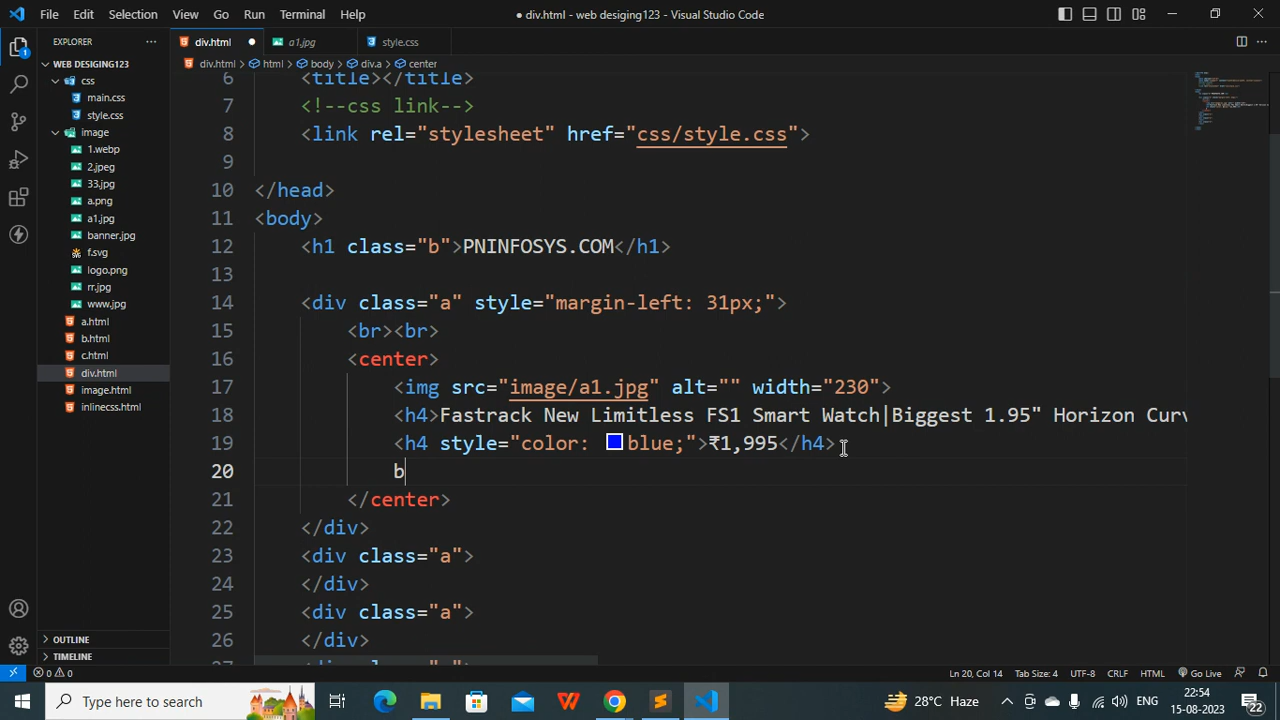 File Edit Selection View Go Run Terminal Help
● div.html - web desiging123 - Visual Studio Code
EXPLORER
div.html ●
a1.jpg
style.css
WEB DESIGING123
css
main.css
style.css
image
1.webp
2.jpeg
33.jpg
a.png
a1.jpg
banner.jpg
f.svg
logo.png
rr.jpg
www.jpg
a.html
b.html
c.html
div.html
image.html
inlinecss.html
OUTLINE
TIMELINE
div.html > html > body > div.a > center
6 <title></title>
7 <!--css link-->
8 <link rel="stylesheet" href="css/style.css">
9
10 </head>
11 <body>
12 <h1 class="b">PNINFOSYS.COM</h1>
13
14 <div class="a" style="margin-left: 31px;">
15 <br><br>
16 <center>
17 <img src="image/a1.jpg" alt="" width="230">
18 <h4>Fastrack New Limitless FS1 Smart Watch|Biggest 1.95" Horizon Curv
19 <h4 style="color: blue;">₹1,995</h4>
20 b
21 </center>
22 </div>
23 <div class="a">
24 </div>
25 <div class="a">
26 </div>
0 0
Ln 20, Col 14 Tab Size: 4 UTF-8 CRLF HTML Go Live
Type here to search
28°C Haze
ENG
22:54
15-08-2023
22